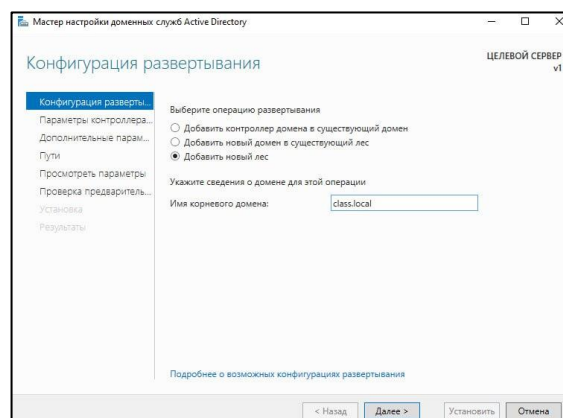 Мастер настройки доменных служб Active Directory
Конфигурация развертывания
ЦЕЛЕВОЙ СЕРВЕР
v1
Конфигурация разверты...
Параметры контроллера...
Дополнительные парам...
Пути
Просмотреть параметры
Проверка предваритель...
Установка
Результаты
Выберите операцию развертывания
Добавить контроллер домена в существующий домен
Добавить новый домен в существующий лес
Добавить новый лес
Укажите сведения о домене для этой операции
Имя корневого домена:
class.local
Подробнее о возможных конфигурациях развертывания
< Назад
Далее >
Установить
Отмена